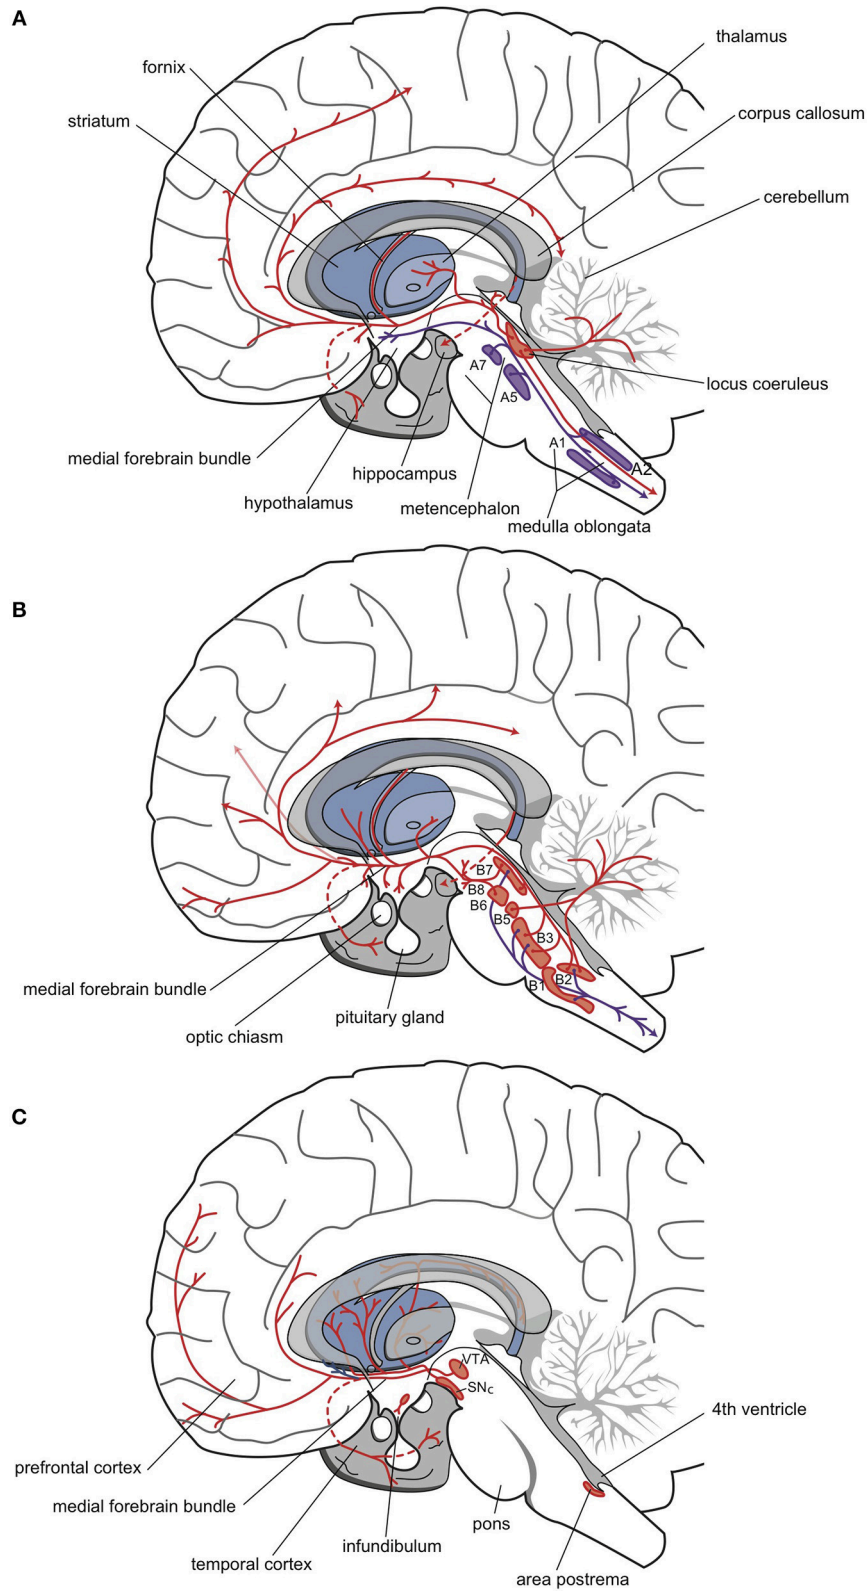 A
thalamus
fornix
corpus callosum
striatum
cerebellum
A7
locus coeruleus
A5
A1
A2
medial forebrain bundle
hippocampus
hypothalamus
metencephalon
medulla oblongata
B
B7
B8
B6
B5
B3
B2
B1
medial forebrain bundle
pituitary gland
optic chiasm
C
VTA
SNc
4th ventricle
prefrontal cortex
medial forebrain bundle
pons
infundibulum
temporal cortex
area postrema